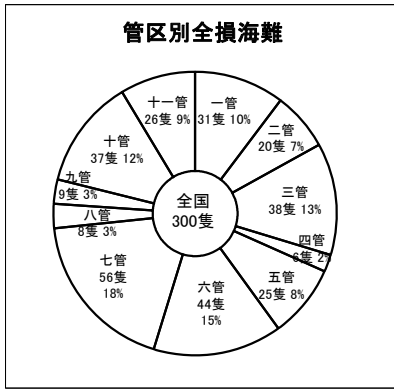 管区別全損海難
一管
31隻 10%
二管
20隻 7%
三管
38隻 13%
四管
6隻 2%
五管
25隻 8%
六管
44隻
15%
七管
56隻
18%
八管
8隻 3%
九管
9隻 3%
十管
37隻 12%
十一管
26隻 9%
全国
300隻